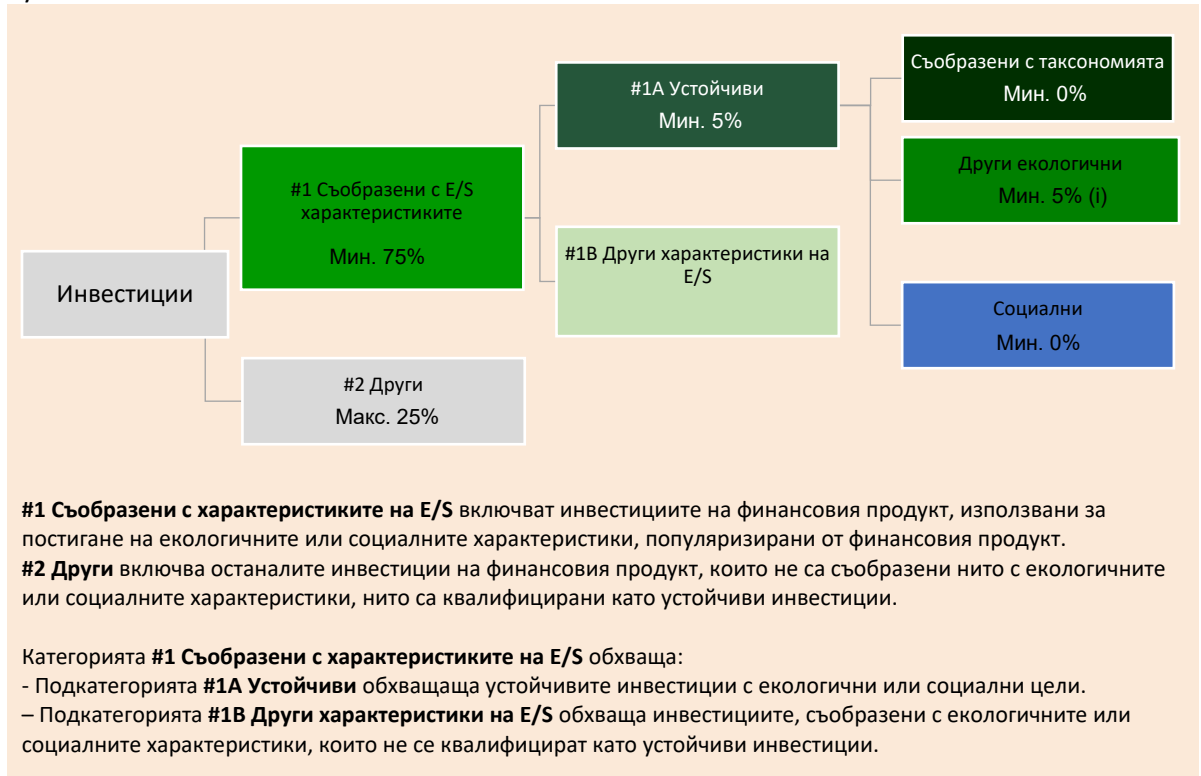 Съобразени с таксономията
Мин. 0%
#1A Устойчиви
Мин. 5%
Други екологични
Мин. 5% (i)
#1 Съобразени с E/S
характеристиките
Мин. 75%
#1B Други характеристики на
E/S
Инвестиции
Социални
Мин. 0%
#2 Други
Макс. 25%
#1 Съобразени с характеристиките на E/S включват инвестициите на финансовия продукт, използвани за
постигане на екологичните или социалните характеристики, популяризирани от финансовия продукт.
#2 Други включва останалите инвестиции на финансовия продукт, които не са съобразени нито с екологичните
или социалните характеристики, нито са квалифицирани като устойчиви инвестиции.
Категорията #1 Съобразени с характеристиките на E/S обхваща:
- Подкатегорията #1A Устойчиви обхващаща устойчивите инвестиции с екологични или социални цели.
– Подкатегорията #1B Други характеристики на E/S обхваща инвестициите, съобразени с екологичните или
социалните характеристики, които не се квалифицират като устойчиви инвестиции.